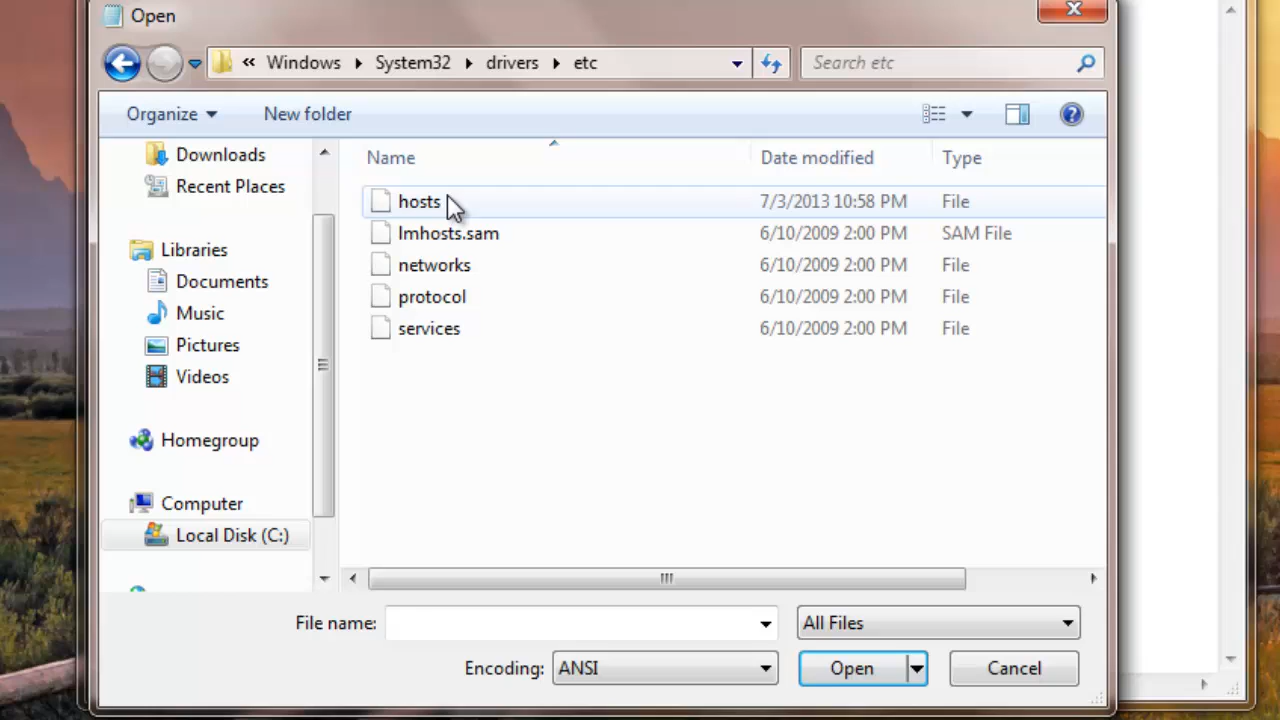 Open
« Windows ▸ System32 ▸ drivers ▸ etc
Search etc
Organize
New folder
Downloads
Recent Places
Libraries
Documents
Music
Pictures
Videos
Homegroup
Computer
Local Disk (C:)
Name Date modified Type
hosts 7/3/2013 10:58 PM File
lmhosts.sam 6/10/2009 2:00 PM SAM File
networks 6/10/2009 2:00 PM File
protocol 6/10/2009 2:00 PM File
services 6/10/2009 2:00 PM File
File name:
All Files
Encoding: ANSI
Open
Cancel